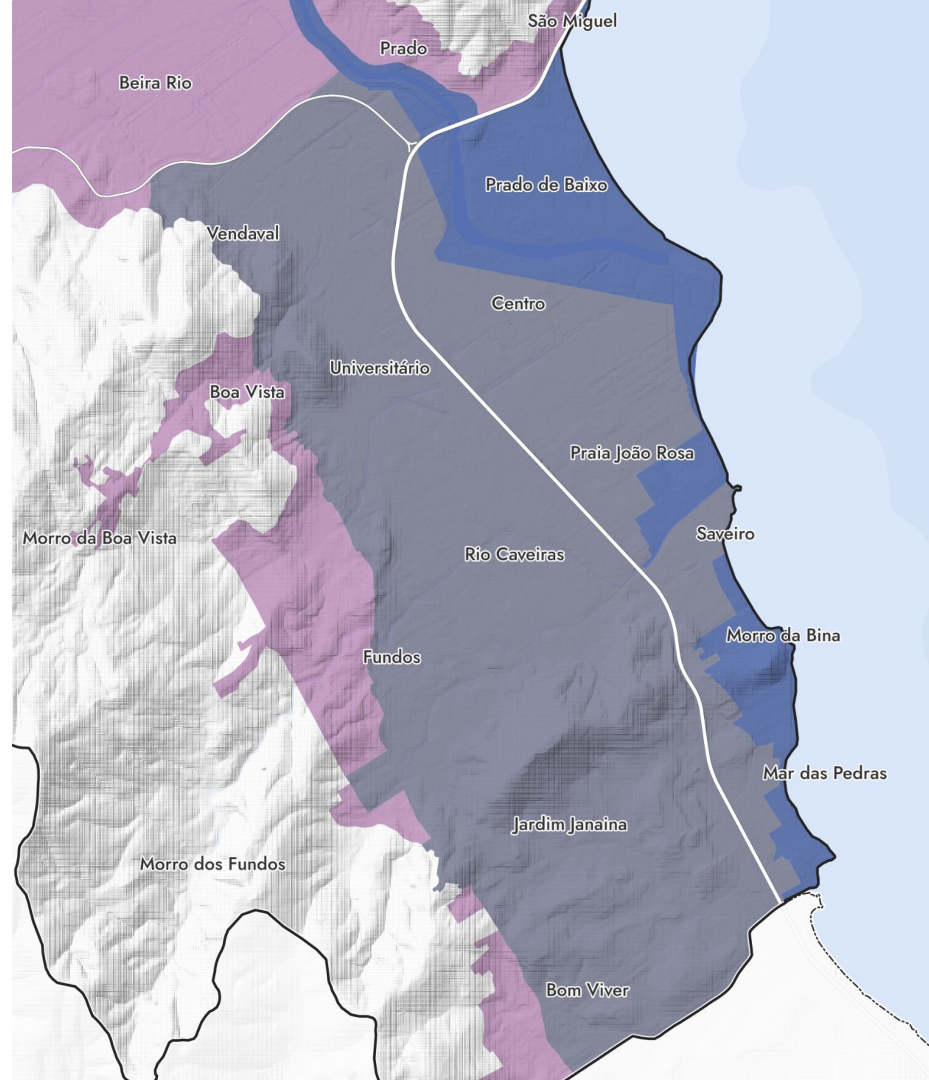 São Miguel
Prado
Beira Rio
Prado de Baixo
Vendaval
Centro
Universitário
Boa Vista
Praia João Rosa
Saveiro
Morro da Boa Vista
Rio Caveiras
Morro da Bina
Fundos
Mar das Pedras
Jardim Janaina
Morro dos Fundos
Bom Viver